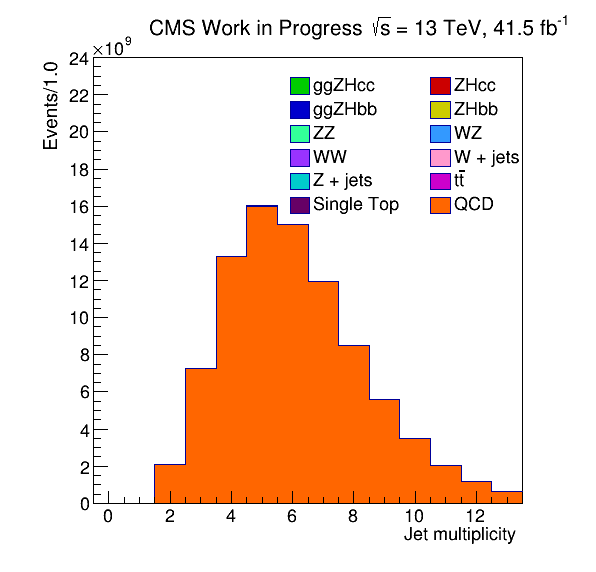 CMS Work in Progress √s = 13 TeV, 41.5 fb⁻¹
×10⁹
Events/1.0
24
22
20
18
16
14
12
10
8
6
4
2
0
ggZHcc ZHcc
ggZHbb ZHbb
ZZ WZ
WW W + jets
Z + jets tt̄
Single Top QCD
0 2 4 6 8 10 12
Jet multiplicity